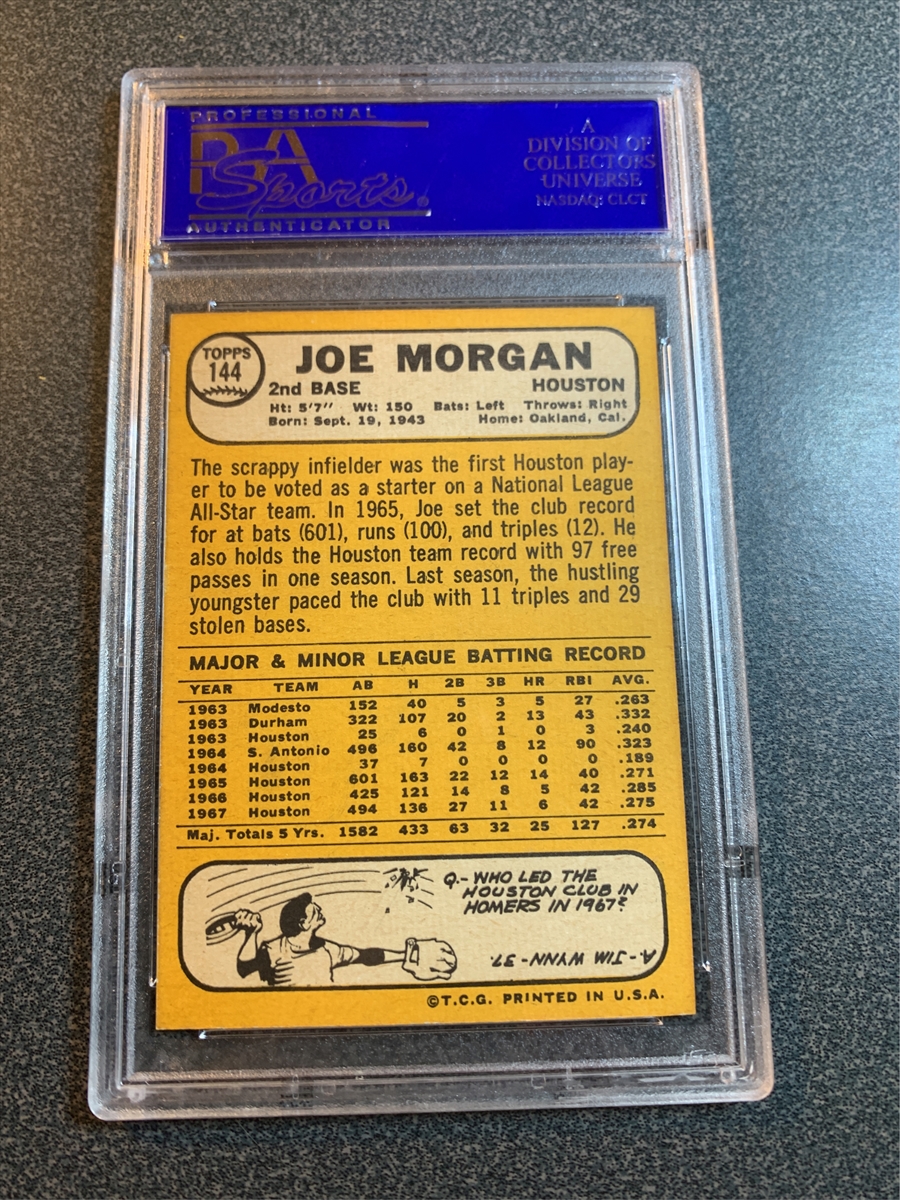 PROFESSIONAL
PSA
Sports
AUTHENTICATOR
A
DIVISION OF
COLLECTORS
UNIVERSE
NASDAQ: CLCT
TOPPS
144
JOE MORGAN
2nd BASE HOUSTON
Ht: 5'7" Wt: 150 Bats: Left Throws: Right
Born: Sept. 19, 1943 Home: Oakland, Cal.
The scrappy infielder was the first Houston play-
er to be voted as a starter on a National League
All-Star team. In 1965, Joe set the club record
for at bats (601), runs (100), and triples (12). He
also holds the Houston team record with 97 free
passes in one season. Last season, the hustling
youngster paced the club with 11 triples and 29
stolen bases.
MAJOR & MINOR LEAGUE BATTING RECORD
YEAR TEAM AB H 2B 3B HR RBI AVG.
1963 Modesto 152 40 5 3 5 27 .263
1963 Durham 322 107 20 2 13 43 .332
1963 Houston 25 6 0 1 0 3 .240
1964 S. Antonio 496 160 42 8 12 90 .323
1964 Houston 37 7 0 0 0 0 .189
1965 Houston 601 163 22 12 14 40 .271
1966 Houston 425 121 14 8 5 42 .285
1967 Houston 494 136 27 11 6 42 .275
Maj. Totals 5 Yrs. 1582 433 63 32 25 127 .274
Q.- WHO LED THE
HOUSTON CLUB IN
HOMERS IN 1967?
A.- JIM WYNN-37.
©T.C.G. PRINTED IN U.S.A.